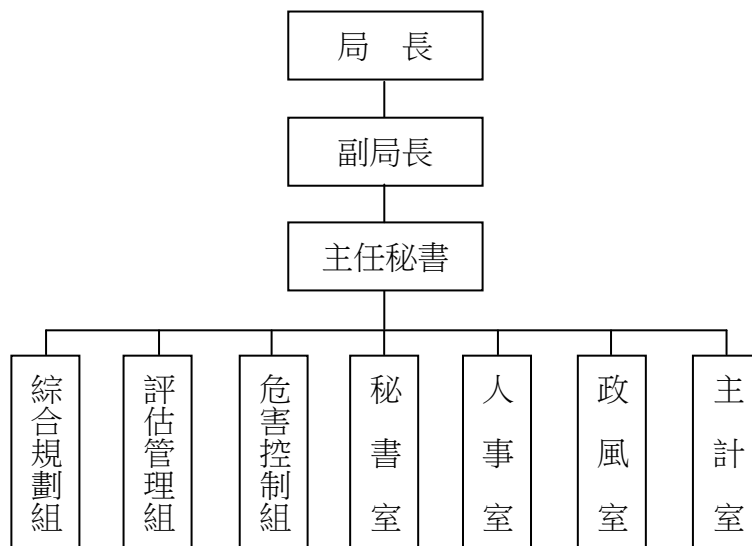 局　長
副局長
主任秘書
綜合規劃組
評估管理組
危害控制組
秘書室
人事室
政風室
主計室